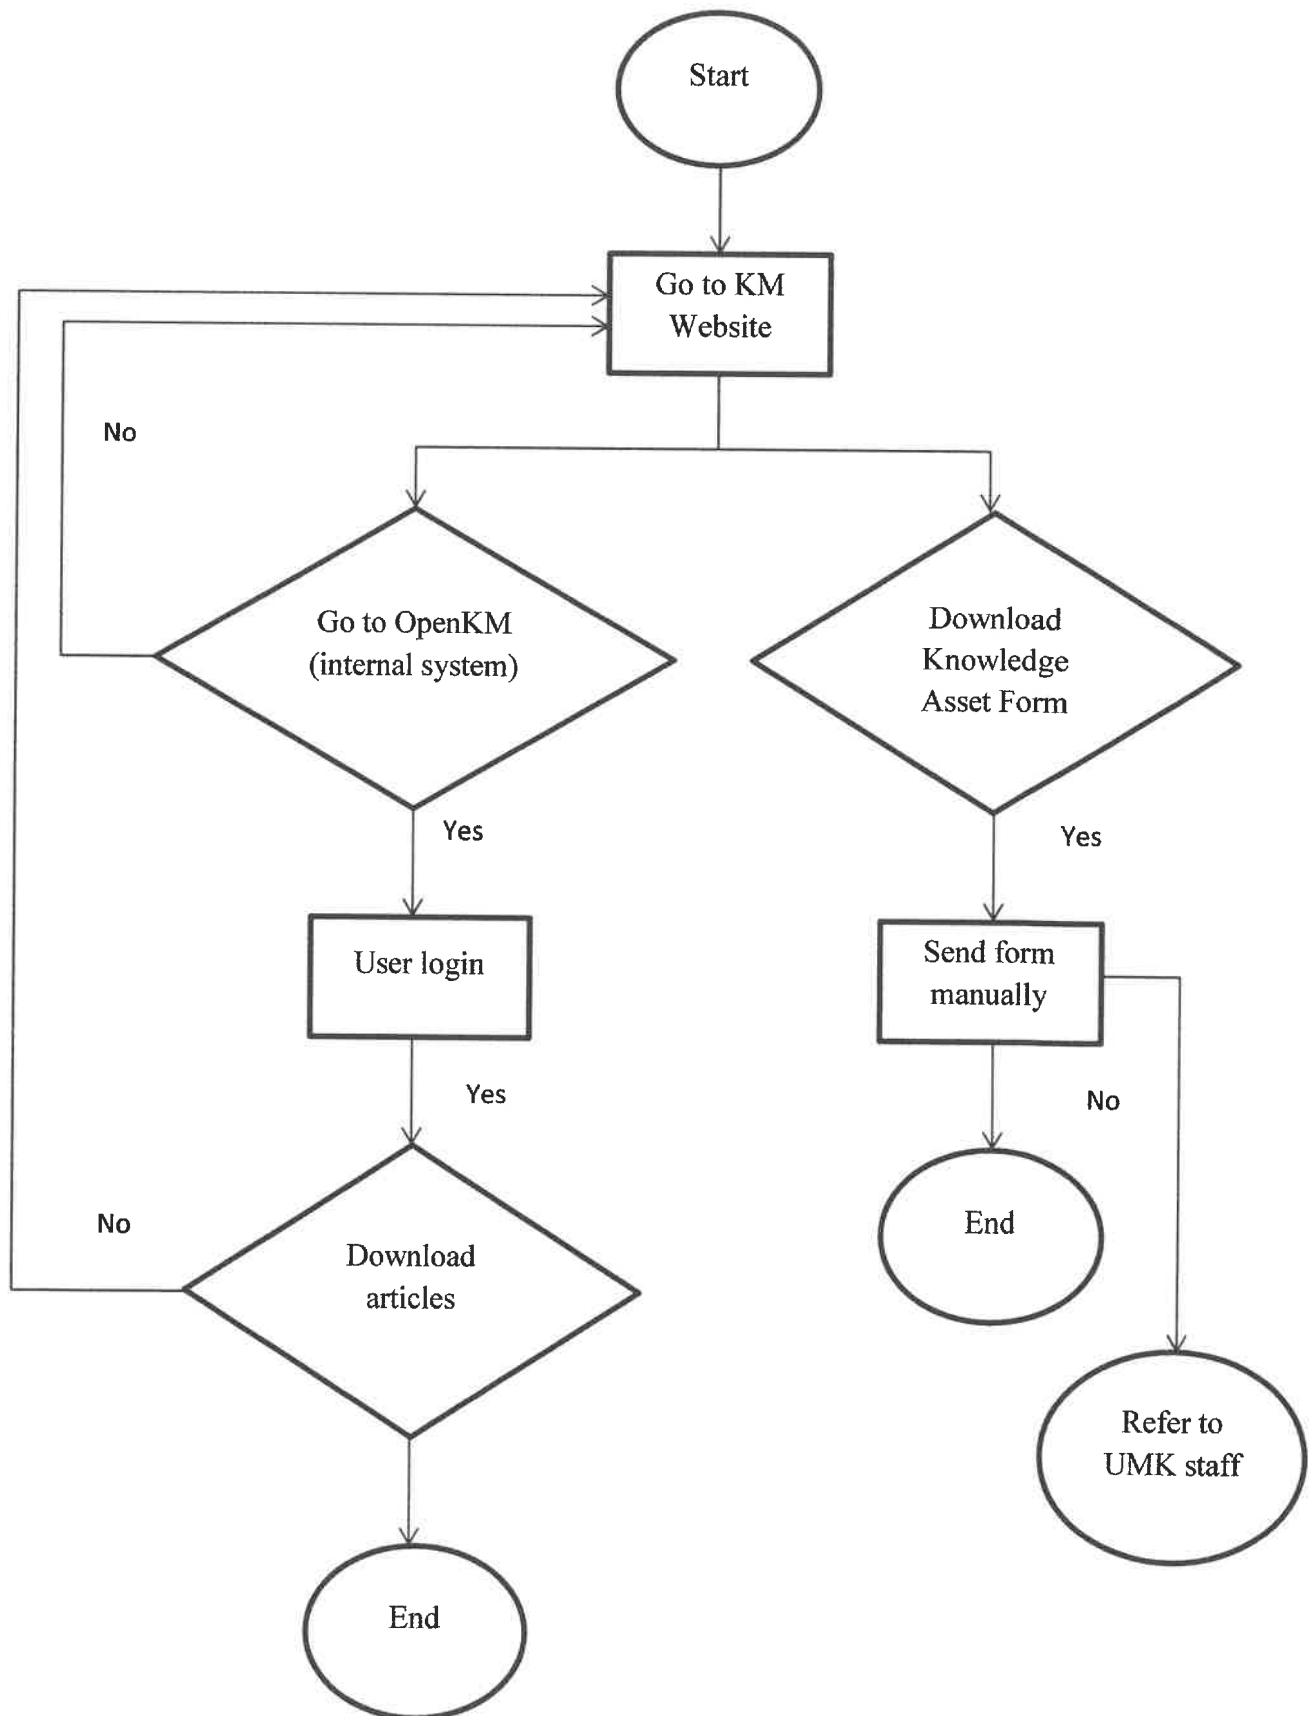 Start
Go to KM
Website
No
Go to OpenKM
(internal system)
Download
Knowledge
Asset Form
Yes
Yes
User login
Send form
manually
Yes
No
No
Download
articles
End
Refer to
UMK staff
End